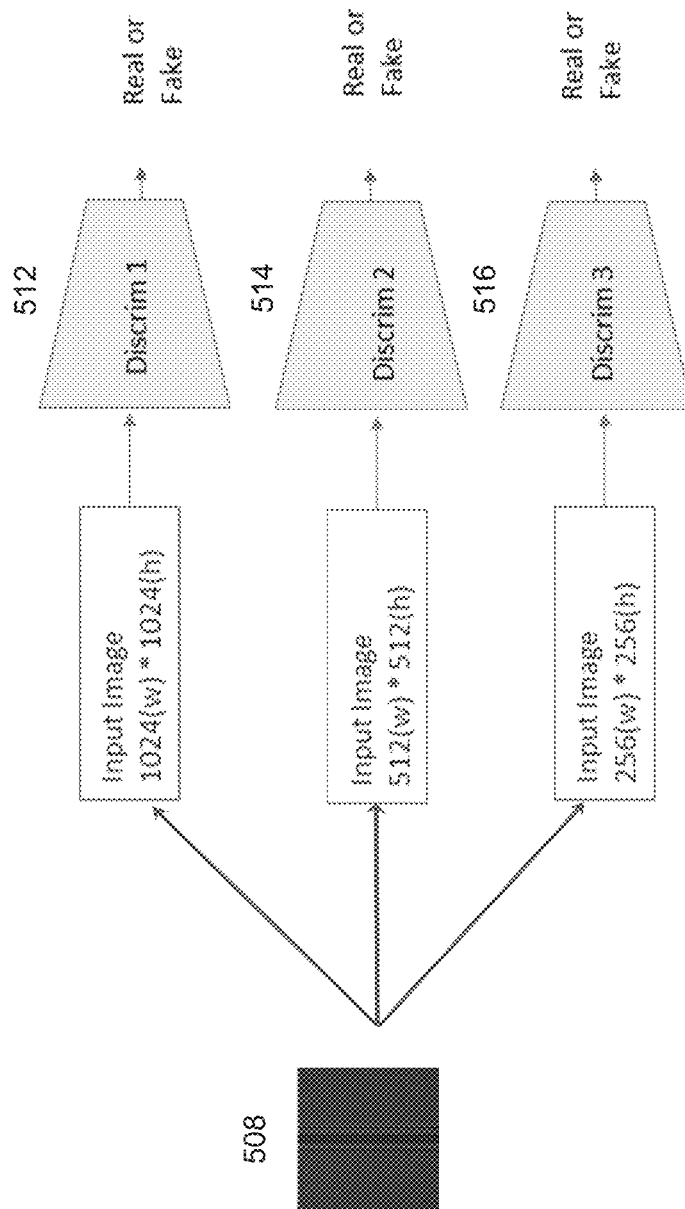 508
Input Image
1024(w) * 1024(h)
512
Discrim 1
Real or
Fake
Input Image
512(w) * 512(h)
514
Discrim 2
Real or
Fake
Input Image
256(w) * 256(h)
516
Discrim 3
Real or
Fake